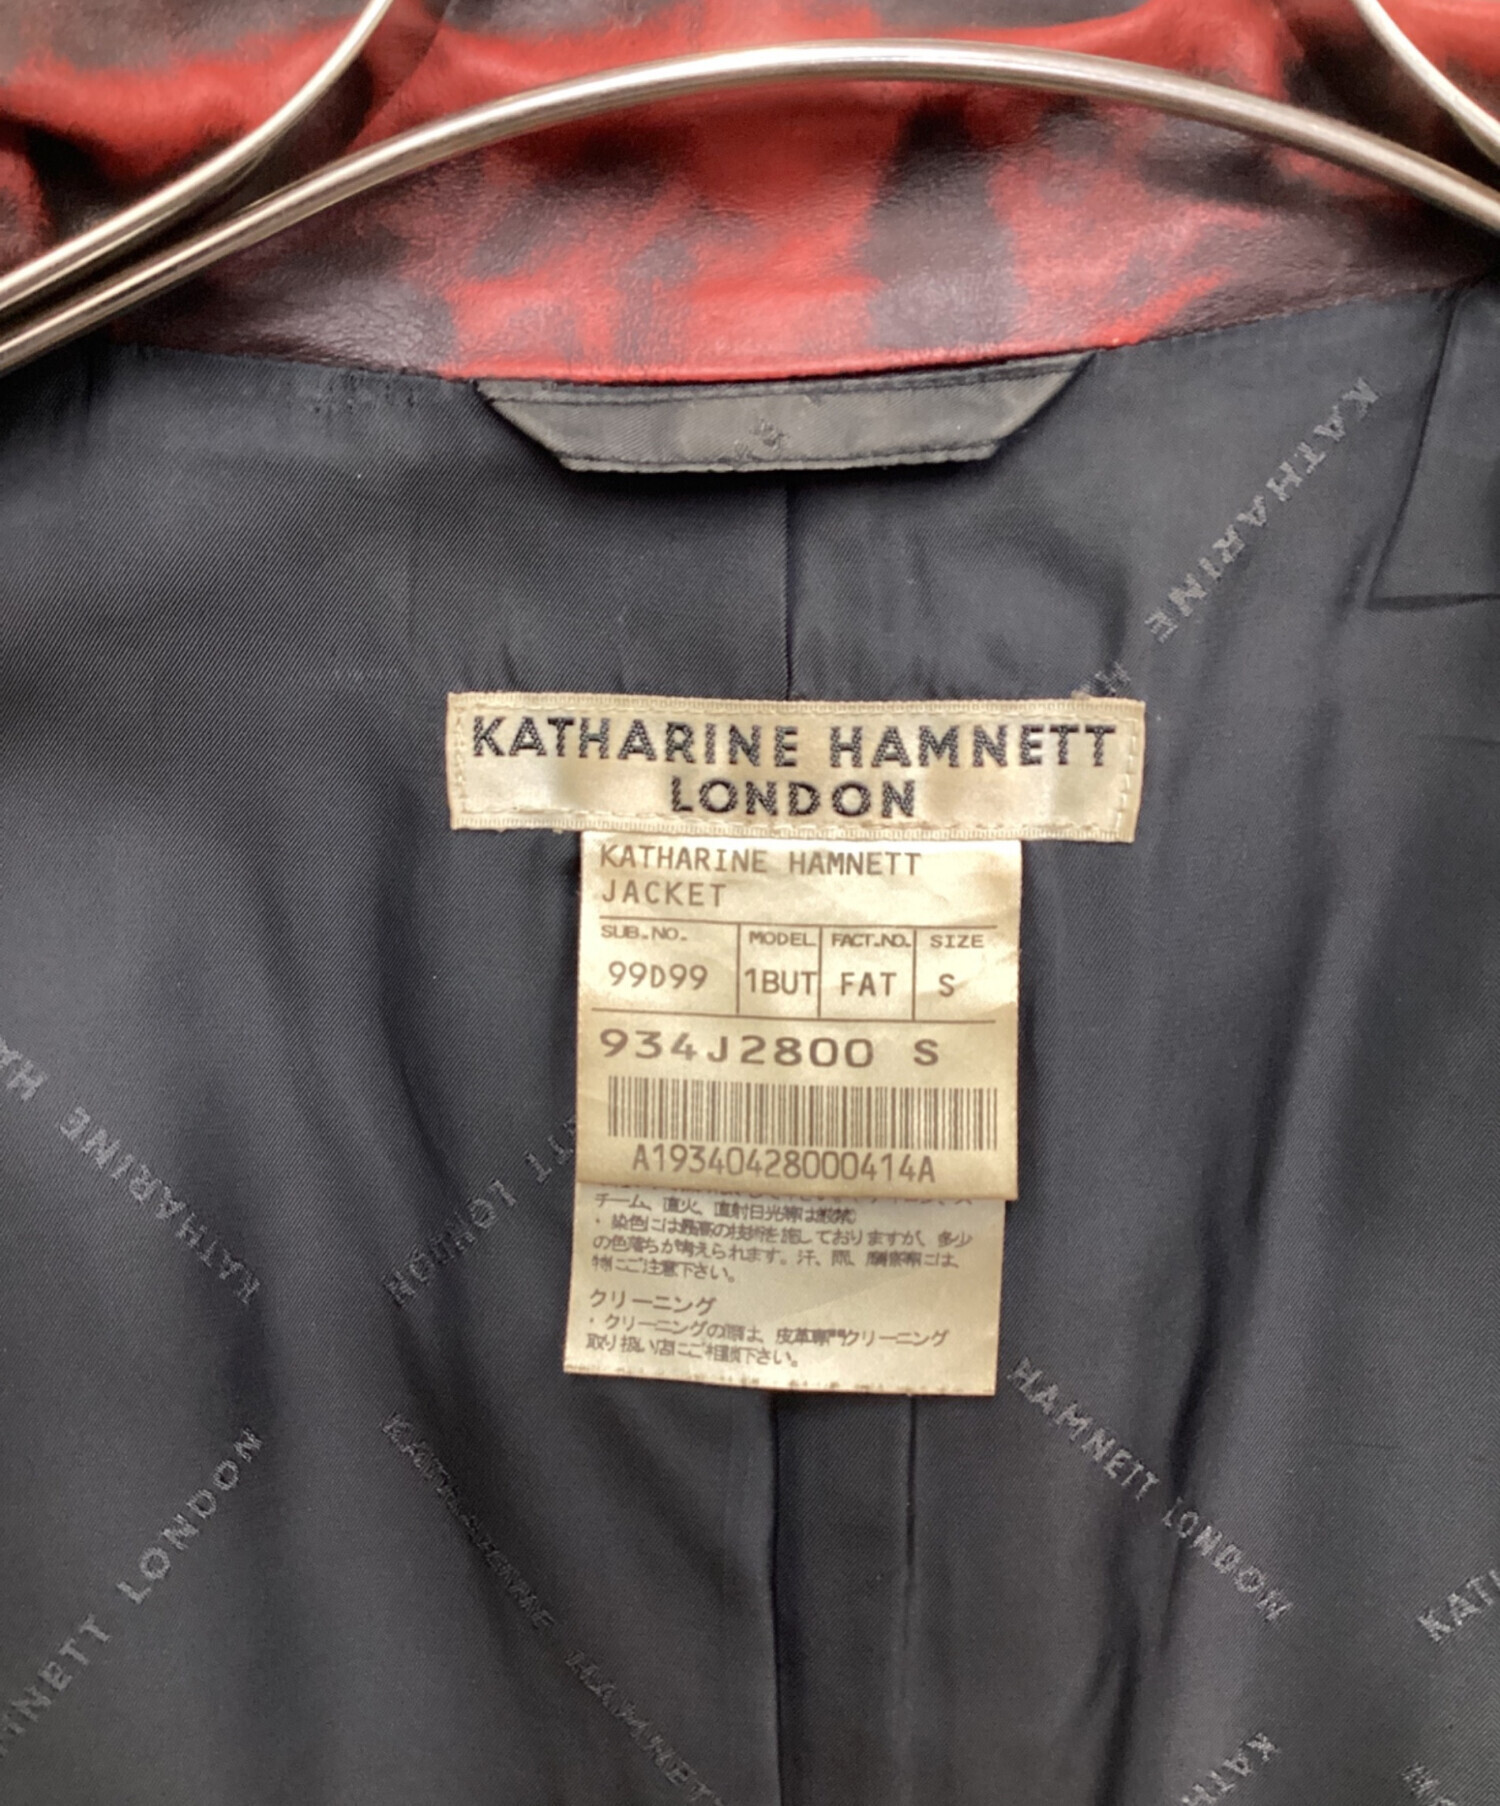 KATHARINE HAMNETT
LONDON
KATHARINE HAMNETT
JACKET
SUB.NO. MODEL FACT.NO. SIZE
99D99 1BUT FAT S
934J2800 S
A19340428000414A
チーム、直火、直射日光等は厳禁)
・染色には最高の技術を施しておりますが、多少
の色落ちが考えられます。汗、雨、摩擦等には、
特にご注意下さい。
クリーニング
・クリーニングの際は、皮革専門クリーニング
取り扱い店にご相談下さい。
KATHARINE
KATHARINE
LONDON
HAMNETT LONDON
LONDON
KATHARINE
HAMNETT